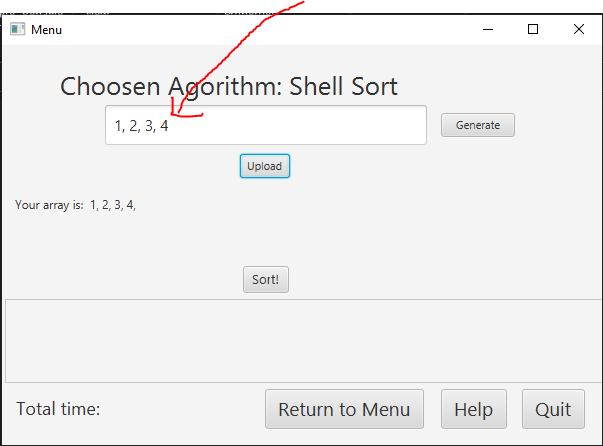 Menu
Choosen Agorithm: Shell Sort
1, 2, 3, 4
Generate
Upload
Your array is: 1, 2, 3, 4,
Sort!
Total time:
Return to Menu
Help
Quit